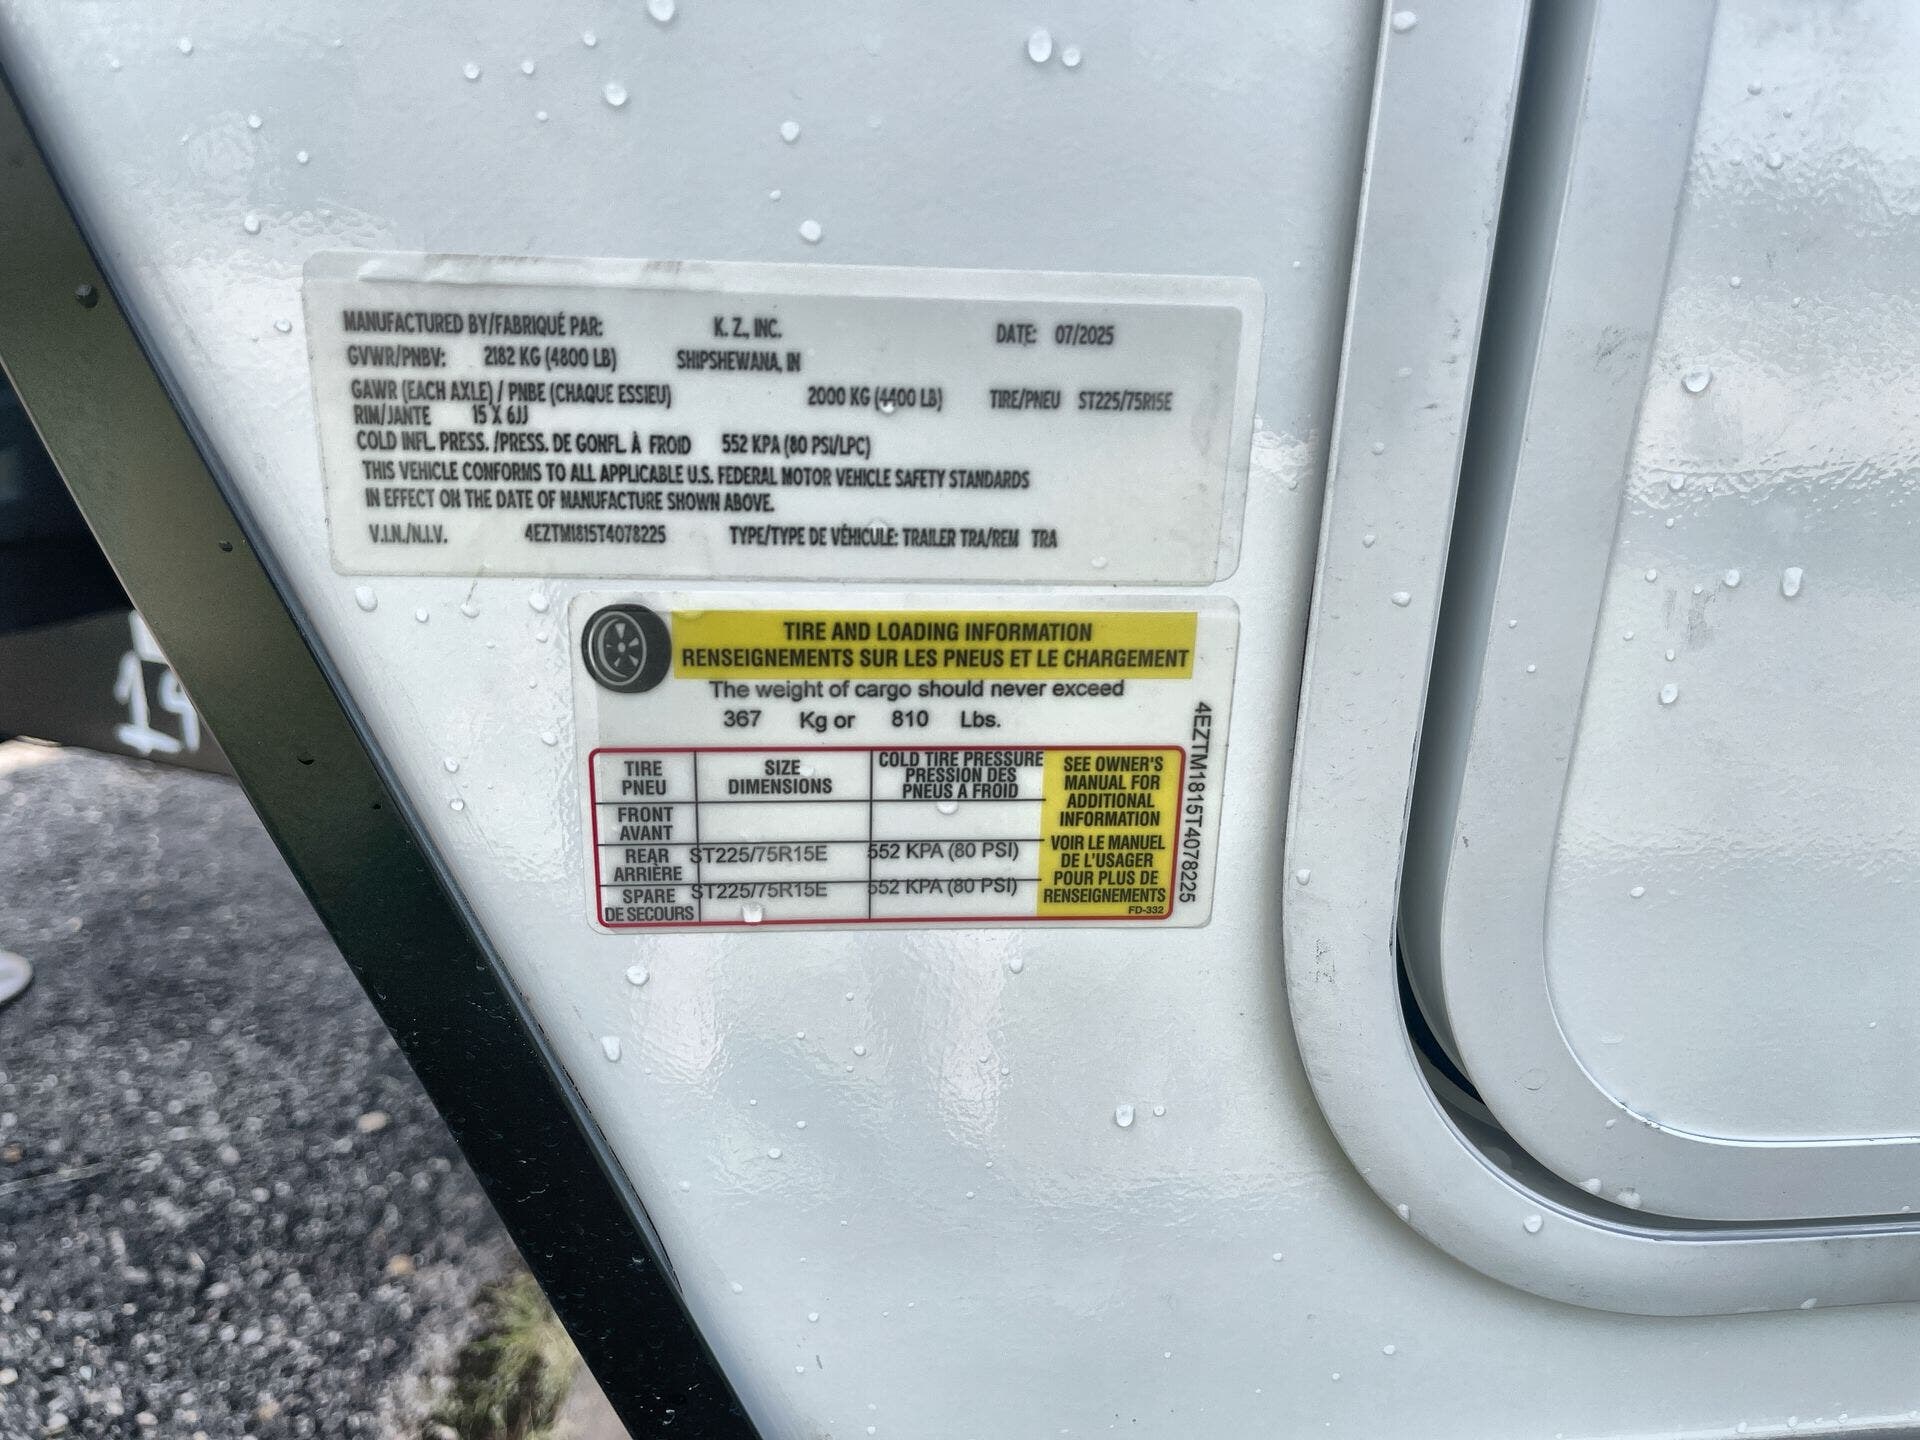 MANUFACTURED BY/FABRIQUÉ PAR: K. Z., INC. DATE: 07/2025
GVWR/PNBV: 2182 KG (4800 LB) SHIPSHEWANA, IN
GAWR (EACH AXLE) / PNBE (CHAQUE ESSIEU) 2000 KG (4400 LB) TIRE/PNEU ST225/75R15E
RIM/JANTE 15 X 6JJ
COLD INFL. PRESS. /PRESS. DE GONFL. À FROID 552 KPA (80 PSI/LPC)
THIS VEHICLE CONFORMS TO ALL APPLICABLE U.S. FEDERAL MOTOR VEHICLE SAFETY STANDARDS
IN EFFECT ON THE DATE OF MANUFACTURE SHOWN ABOVE.
V.I.N./N.I.V. 4EZTM1815T4078225 TYPE/TYPE DE VÉHICULE: TRAILER TRA/REM TRA
TIRE AND LOADING INFORMATION
RENSEIGNEMENTS SUR LES PNEUS ET LE CHARGEMENT
The weight of cargo should never exceed
367 Kg or 810 Lbs.
TIRE
PNEU
SIZE
DIMENSIONS
COLD TIRE PRESSURE
PRESSION DES
PNEUS A FROID
FRONT
AVANT
REAR
ARRIÈRE
ST225/75R15E 552 KPA (80 PSI)
SPARE
DE SECOURS
ST225/75R15E 552 KPA (80 PSI)
SEE OWNER'S
MANUAL FOR
ADDITIONAL
INFORMATION
VOIR LE MANUEL
DE L'USAGER
POUR PLUS DE
RENSEIGNEMENTS
FD-332
4EZTM1815T4078225